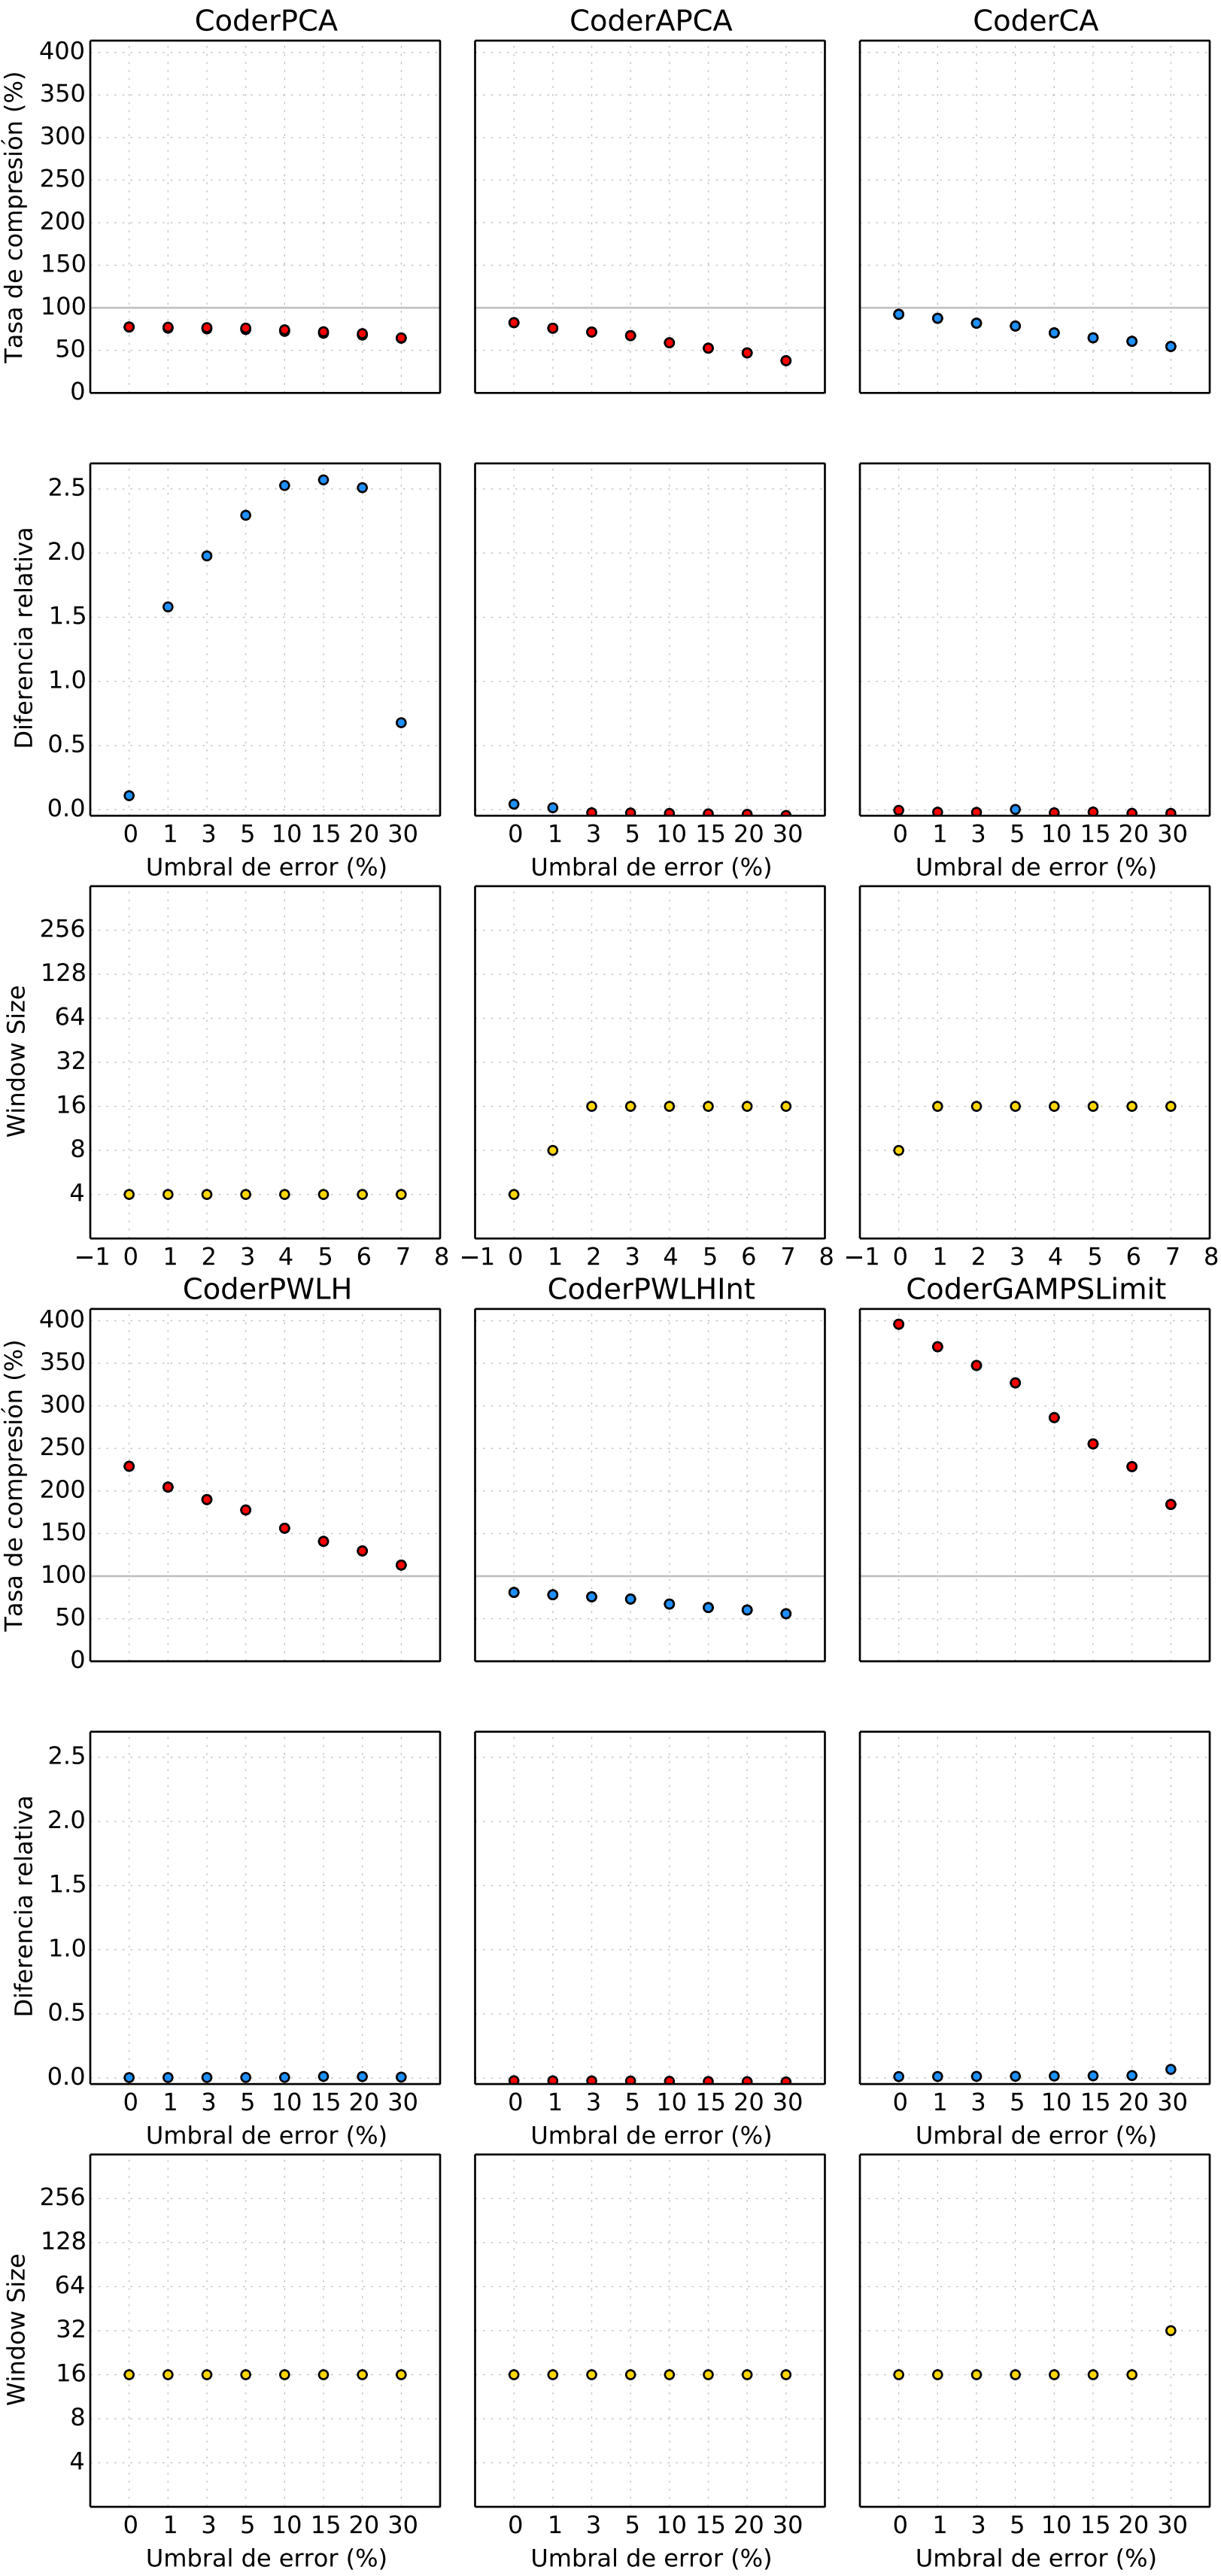 CoderPCA CoderAPCA CoderCA
Tasa de compresión (%)
400
350
300
250
200
150
100
50
0
Diferencia relativa
2.5
2.0
1.5
1.0
0.5
0.0
0 1 3 5 10 15 20 30 0 1 3 5 10 15 20 30 0 1 3 5 10 15 20 30
Umbral de error (%) Umbral de error (%) Umbral de error (%)
Window Size
256
128
64
32
16
8
4
−1 0 1 2 3 4 5 6 7 8 −1 0 1 2 3 4 5 6 7 8 −1 0 1 2 3 4 5 6 7 8
CoderPWLH CoderPWLHInt CoderGAMPSLimit
Tasa de compresión (%)
400
350
300
250
200
150
100
50
0
Diferencia relativa
2.5
2.0
1.5
1.0
0.5
0.0
0 1 3 5 10 15 20 30 0 1 3 5 10 15 20 30 0 1 3 5 10 15 20 30
Umbral de error (%) Umbral de error (%) Umbral de error (%)
Window Size
256
128
64
32
16
8
4
0 1 3 5 10 15 20 30 0 1 3 5 10 15 20 30 0 1 3 5 10 15 20 30
Umbral de error (%) Umbral de error (%) Umbral de error (%)